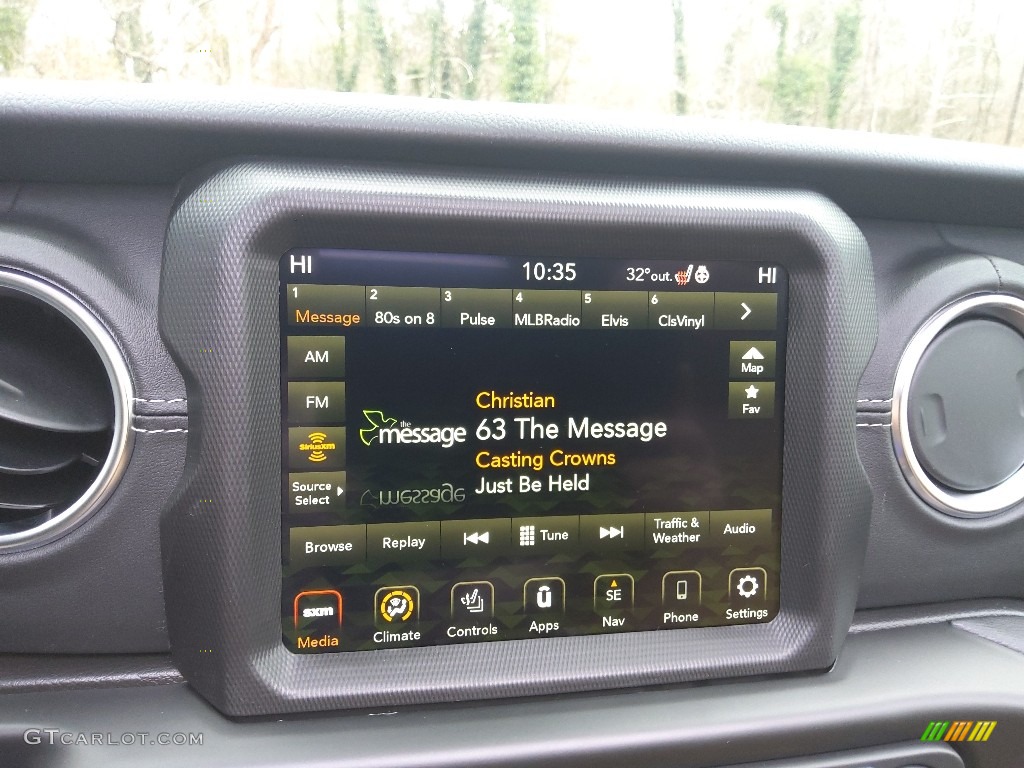 HI 10:35 32°out. HI
1 Message 2 80s on 8 3 Pulse 4 MLBRadio 5 Elvis 6 ClsVinyl
AM
Map
FM
Fav
Christian
the message 63 The Message
SiriusXM
Casting Crowns
Source Select
Just Be Held
message
Browse Replay Tune Traffic & Weather Audio
sxm Media Climate Controls Apps SE Nav Phone Settings
GTCARLOT.COM